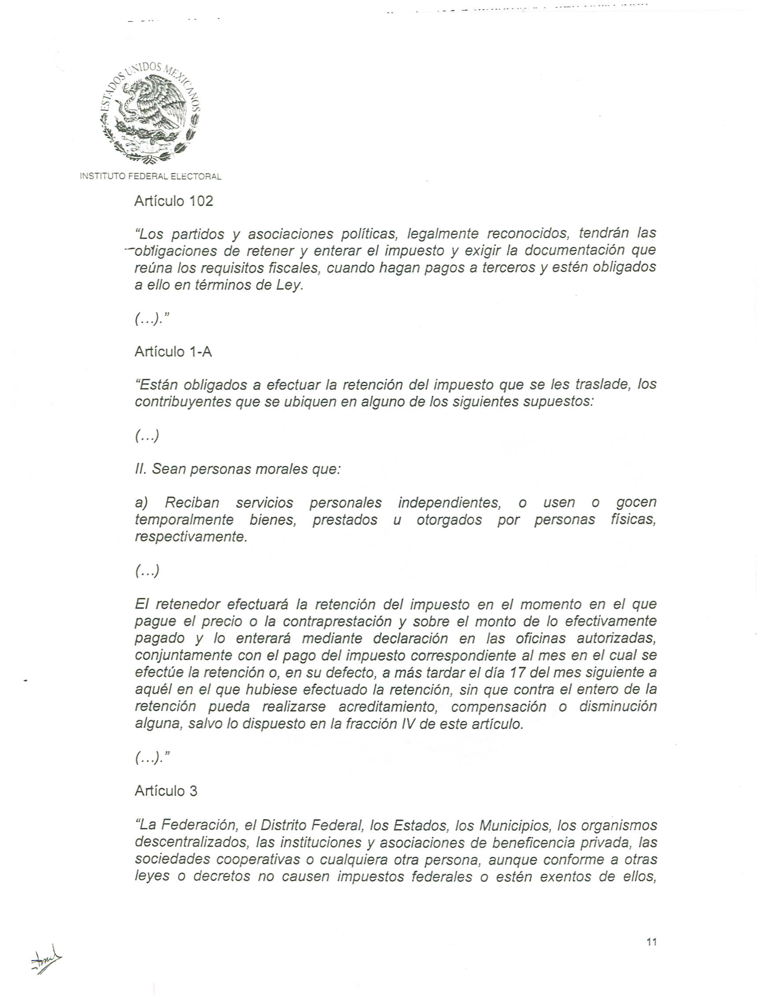 ESTADOS UNIDOS MEXICANOS
INSTITUTO FEDERAL ELECTORAL
Artículo 102
“Los partidos y asociaciones políticas, legalmente reconocidos, tendrán las
obligaciones de retener y enterar el impuesto y exigir la documentación que
reúna los requisitos fiscales, cuando hagan pagos a terceros y estén obligados
a ello en términos de Ley.
(...).”
Artículo 1-A
“Están obligados a efectuar la retención del impuesto que se les traslade, los
contribuyentes que se ubiquen en alguno de los siguientes supuestos:
(...)
II. Sean personas morales que:
a) Reciban servicios personales independientes, o usen o gocen
temporalmente bienes, prestados u otorgados por personas físicas,
respectivamente.
(...)
El retenedor efectuará la retención del impuesto en el momento en el que
pague el precio o la contraprestación y sobre el monto de lo efectivamente
pagado y lo enterará mediante declaración en las oficinas autorizadas,
conjuntamente con el pago del impuesto correspondiente al mes en el cual se
efectúe la retención o, en su defecto, a más tardar el día 17 del mes siguiente a
aquél en el que hubiese efectuado la retención, sin que contra el entero de la
retención pueda realizarse acreditamiento, compensación o disminución
alguna, salvo lo dispuesto en la fracción IV de este artículo.
(...).”
Artículo 3
“La Federación, el Distrito Federal, los Estados, los Municipios, los organismos
descentralizados, las instituciones y asociaciones de beneficencia privada, las
sociedades cooperativas o cualquiera otra persona, aunque conforme a otras
leyes o decretos no causen impuestos federales o estén exentos de ellos,
11